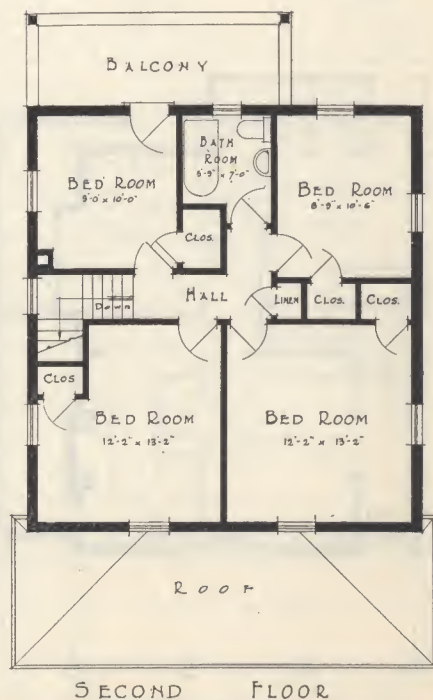 BALCONY
BATH
ROOM
5'-9" x 7'-0"
BED ROOM
9'-0" x 10'-0"
BED ROOM
8'-9" x 10'-6"
CLOS.
HALL
Down
LINEN
CLOS.
CLOS.
CLOS
BED ROOM
12'-2" x 13'-2"
BED ROOM
12'-2" x 13'-2"
ROOF
SECOND FLOOR